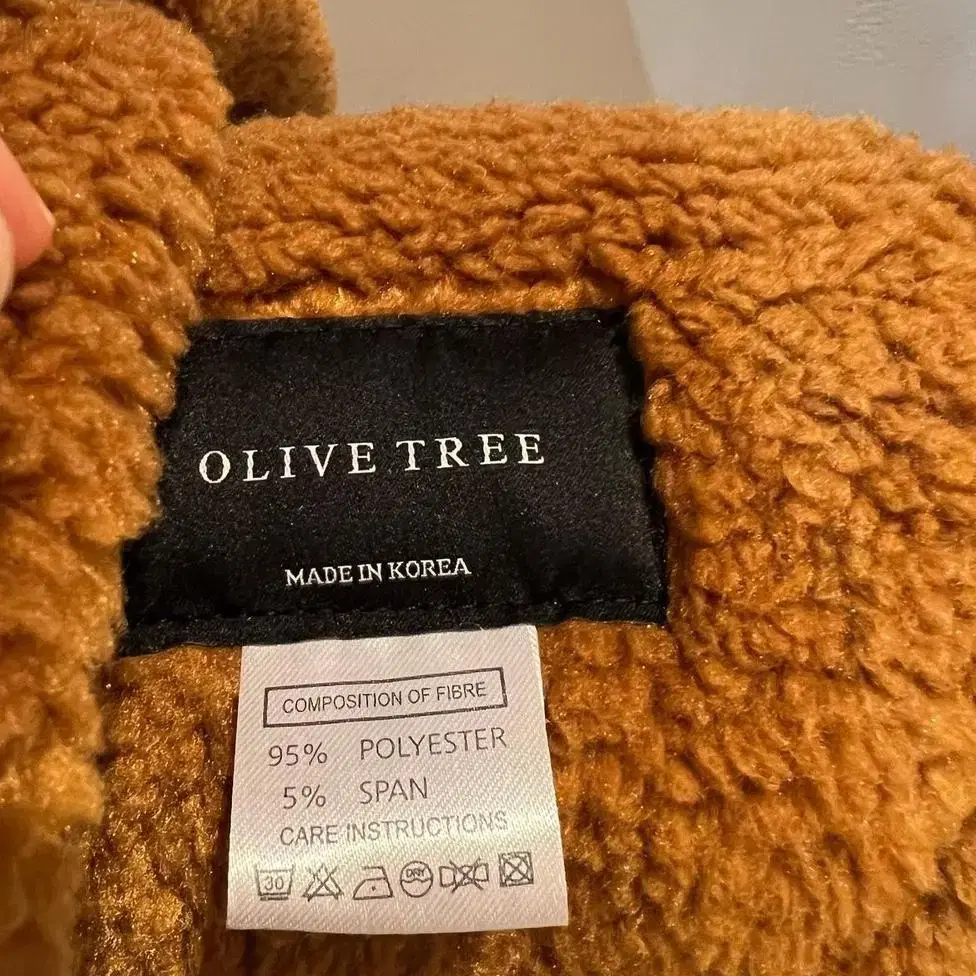 OLIVE TREE
MADE IN KOREA
COMPOSITION OF FIBRE
95% POLYESTER
5% SPAN
CARE INSTRUCTIONS
30 DRY